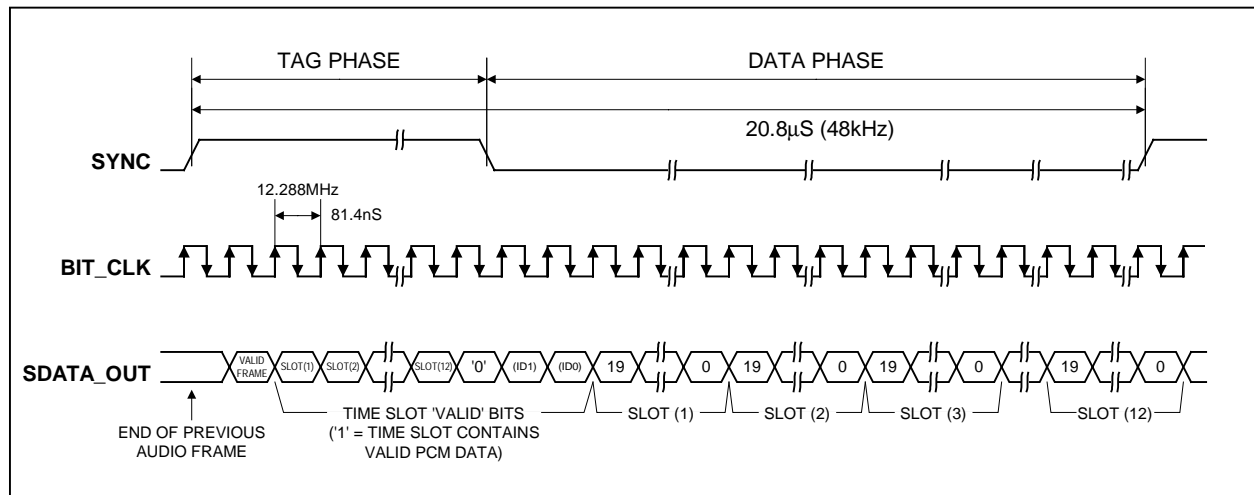 TAG PHASE
DATA PHASE
20.8µS (48kHz)
SYNC
12.288MHz
81.4nS
BIT_CLK
SDATA_OUT
VALID
FRAME
SLOT(1)
SLOT(2)
SLOT(12)
'0'
(ID1)
(ID0)
19
0
19
0
19
0
19
0
END OF PREVIOUS
AUDIO FRAME
TIME SLOT 'VALID' BITS
('1' = TIME SLOT CONTAINS
VALID PCM DATA)
SLOT (1)
SLOT (2)
SLOT (3)
SLOT (12)